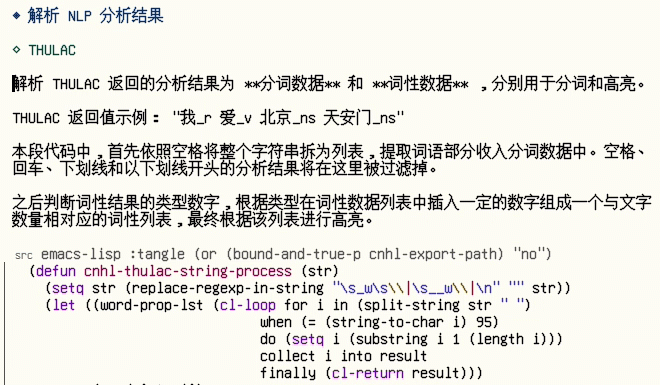 ◆ 解析 NLP 分析结果
◇ THULAC
解析 THULAC 返回的分析结果为 **分词数据** 和 **词性数据** ，分别用于分词和高亮。
THULAC 返回值示例： "我_r 爱_v 北京_ns 天安门_ns"
本段代码中，首先依照空格将整个字符串拆为列表，提取词语部分收入分词数据中。空格、
回车、下划线和以下划线开头的分析结果将在这里被过滤掉。
之后判断词性结果的类型数字，根据类型在词性数据列表中插入一定的数字组成一个与文字
数量相对应的词性列表，最终根据该列表进行高亮。
src emacs-lisp :tangle (or (bound-and-true-p cnhl-export-path) "no")
(defun cnhl-thulac-string-process (str)
(setq str (replace-regexp-in-string "\s_w\s\\|\s__w\\|\n" "" str))
(let ((word-prop-lst (cl-loop for i in (split-string str " ")
when (= (string-to-char i) 95)
do (setq i (substring i 1 (length i)))
collect i into result
finally (cl-return result)))